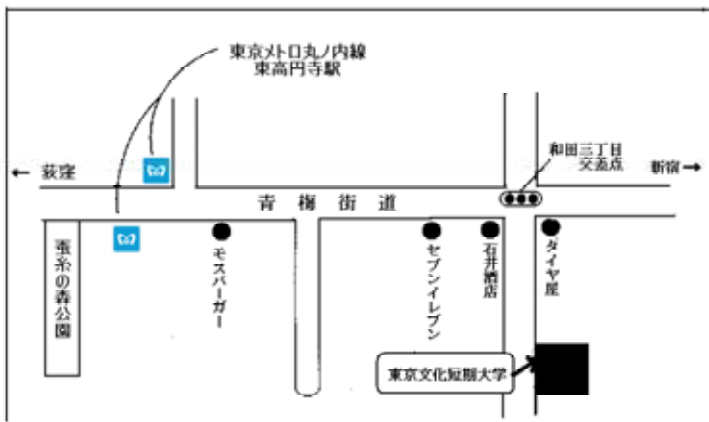 東京メトロ丸ノ内線
東高円寺駅
和田三丁目
交差点
← 荻窪
新宿→
青梅街道
蚕糸の森公園
モスバーガー
セブンイレブン
石井酒店
ダイヤ屋
東京文化短期大学